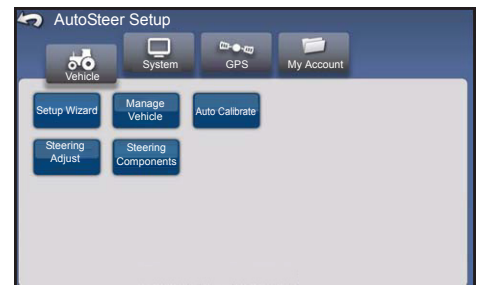 AutoSteer Setup
Vehicle
System
GPS
My Account
Setup Wizard
Manage
Vehicle
Auto Calibrate
Steering
Adjust
Steering
Components